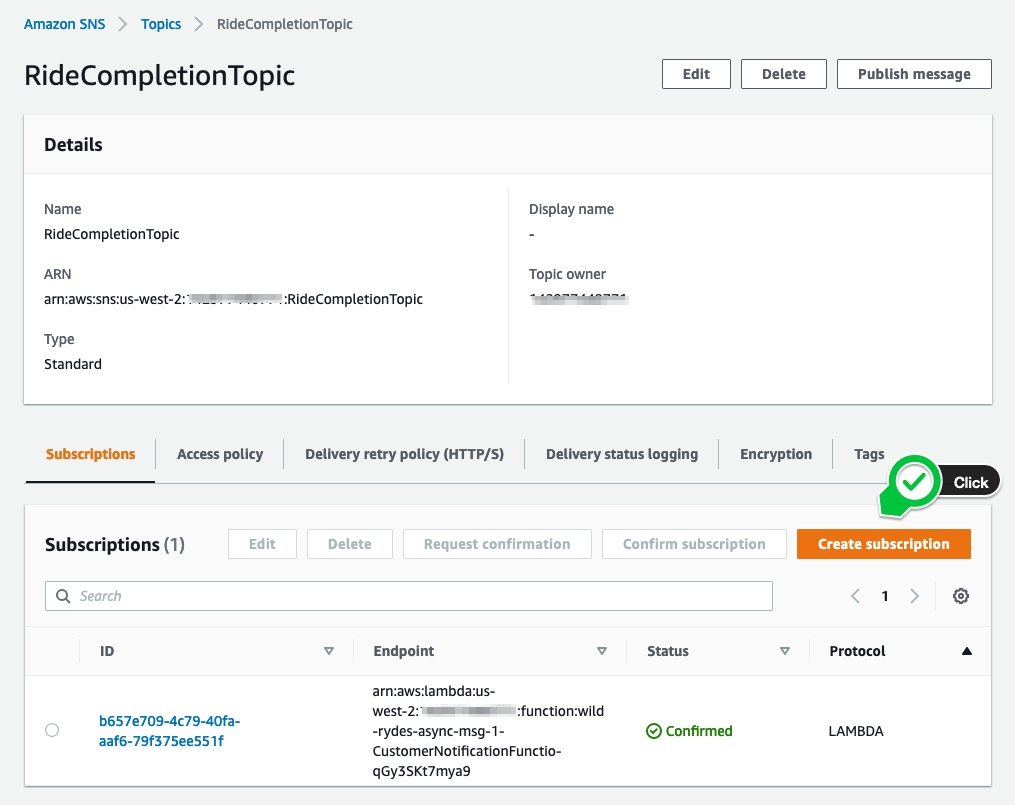 Amazon SNS > Topics > RideCompletionTopic
RideCompletionTopic
Edit Delete Publish message
Details
Name Display name
RideCompletionTopic -
ARN Topic owner
arn:aws:sns:us-west-2: :RideCompletionTopic
Type
Standard
Subscriptions Access policy Delivery retry policy (HTTP/S) Delivery status logging Encryption Tags
Click
Subscriptions (1) Edit Delete Request confirmation Confirm subscription Create subscription
Search 1
ID Endpoint Status Protocol
arn:aws:lambda:us-
west-2: :function:wild
b657e709-4c79-40fa-
-rydes-async-msg-1-
Confirmed LAMBDA
aaf6-79f375ee551f
CustomerNotificationFunctio-
qGy3SKt7mya9